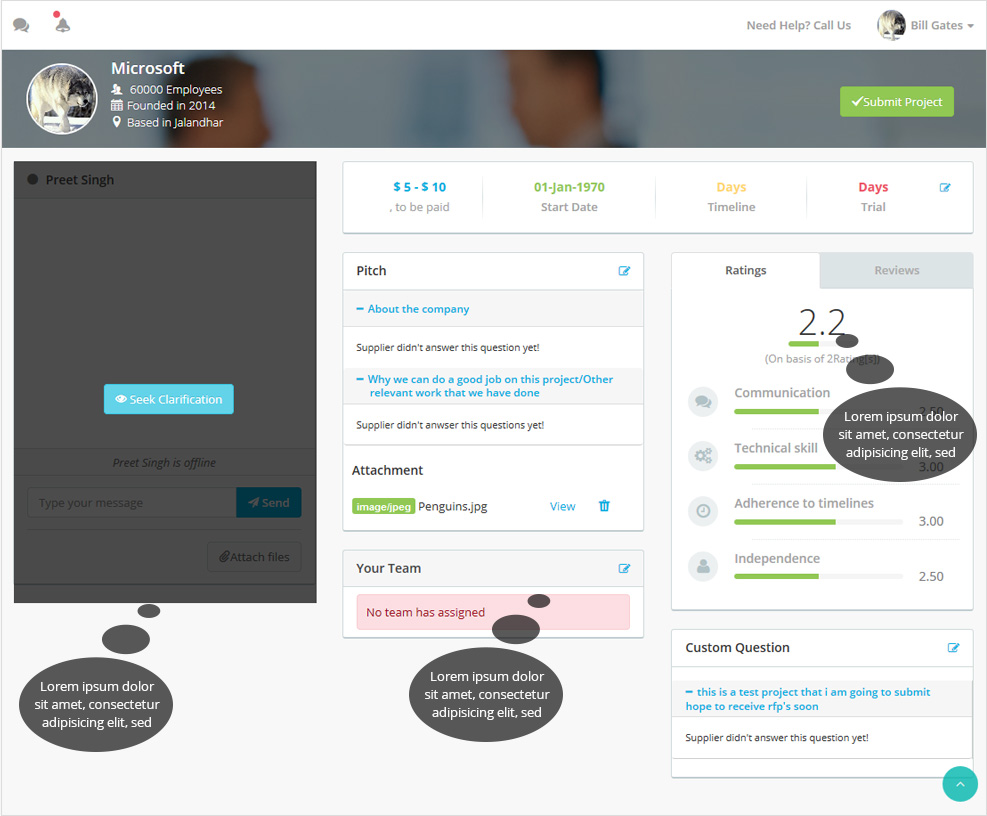 Need Help? Call Us
Bill Gates
Microsoft
60000 Employees
Founded in 2014
Based in Jalandhar
Submit Project
Preet Singh
Seek Clarification
Preet Singh is offline
Type your message
Send
Attach files
$ 5 - $ 10
, to be paid
01-Jan-1970
Start Date
Days
Timeline
Days
Trial
Pitch
About the company
Supplier didn't answer this question yet!
Why we can do a good job on this project/Other
relevant work that we have done
Supplier didn't anwser this questions yet!
Attachment
image/jpeg Penguins.jpg View
Your Team
No team has assigned
Ratings
Reviews
2.2
(On basis of 2Rating[s])
Communication
2.50
Technical skill
3.00
Adherence to timelines
3.00
Independence
2.50
Custom Question
this is a test project that i am going to submit
hope to receive rfp's soon
Supplier didn't answer this question yet!
Lorem ipsum dolor
sit amet, consectetur
adipisicing elit, sed
Lorem ipsum dolor
sit amet, consectetur
adipisicing elit, sed
Lorem ipsum dolor
sit amet, consectetur
adipisicing elit, sed